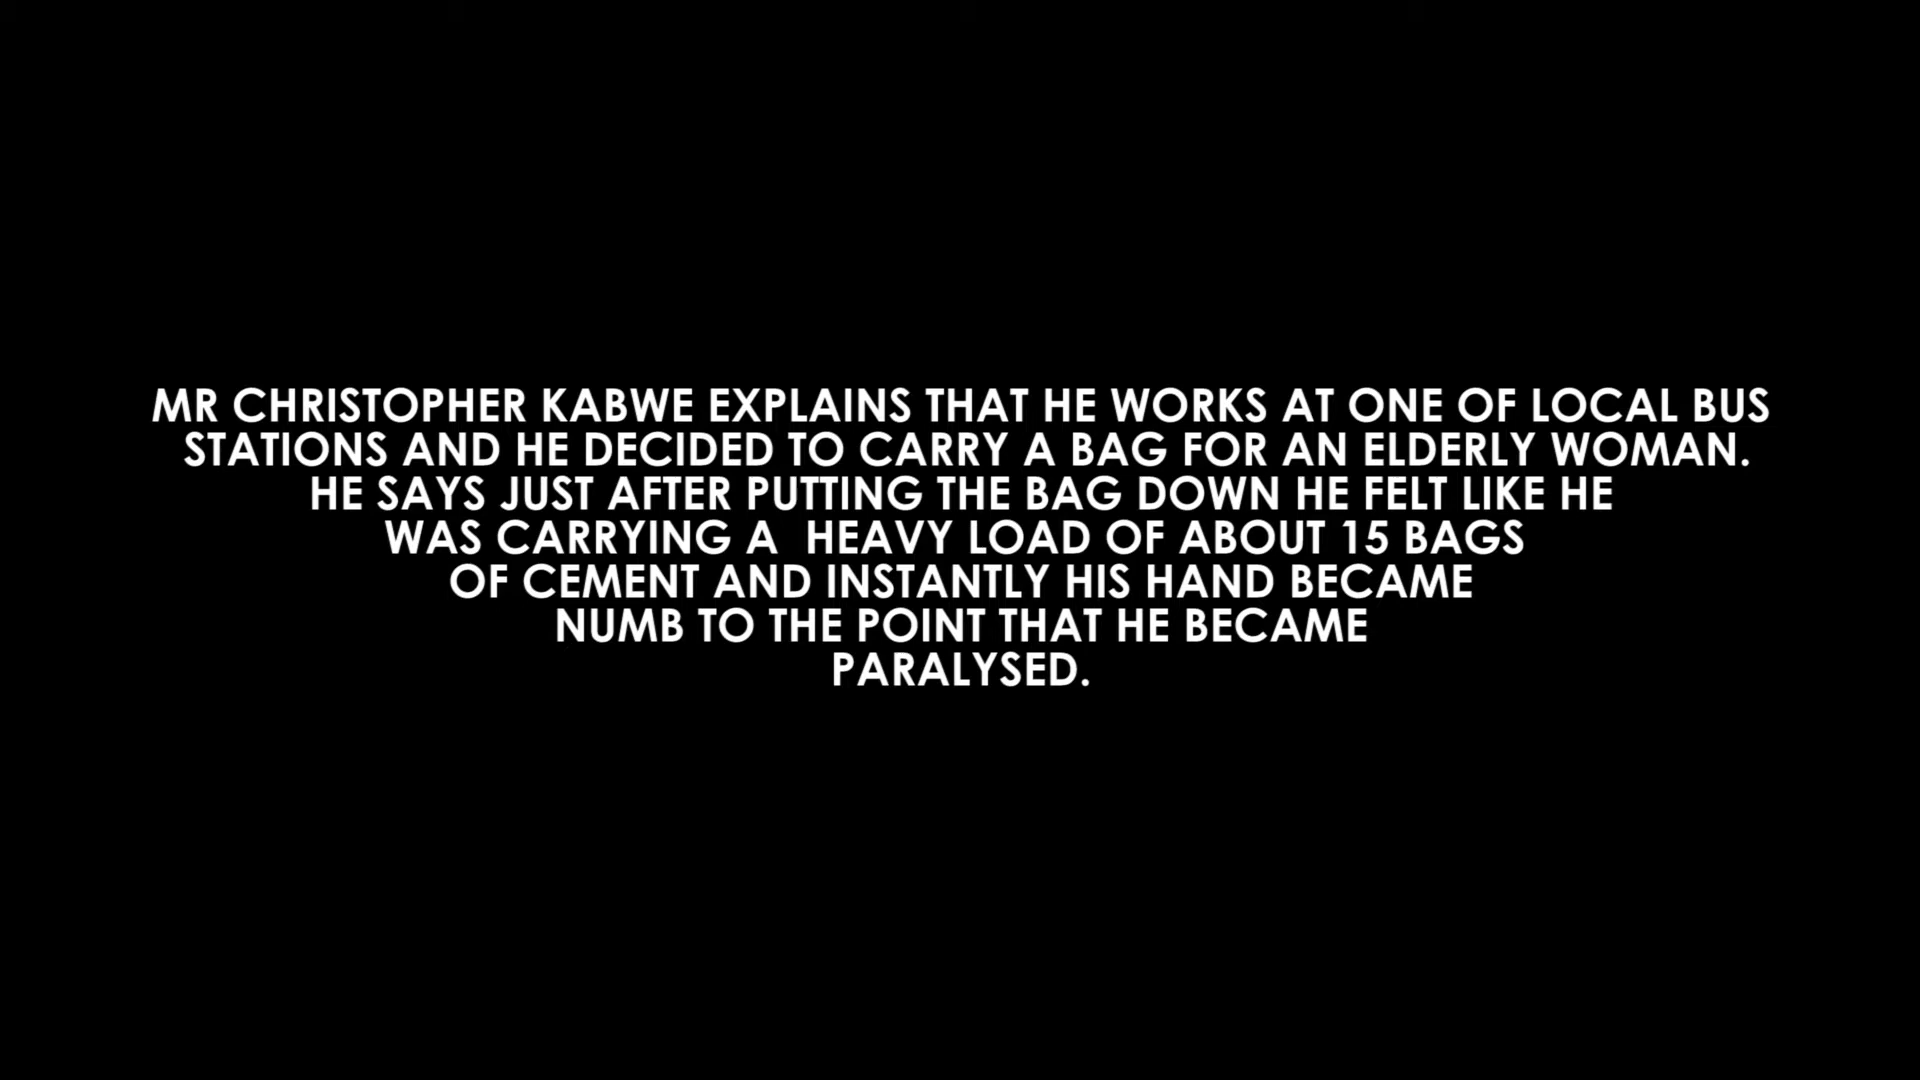 MR CHRISTOPHER KABWE EXPLAINS THAT HE WORKS AT ONE OF LOCAL BUS
STATIONS AND HE DECIDED TO CARRY A BAG FOR AN ELDERLY WOMAN.
HE SAYS JUST AFTER PUTTING THE BAG DOWN HE FELT LIKE HE
WAS CARRYING A  HEAVY LOAD OF ABOUT 15 BAGS
OF CEMENT AND INSTANTLY HIS HAND BECAME
NUMB TO THE POINT THAT HE BECAME
PARALYSED.